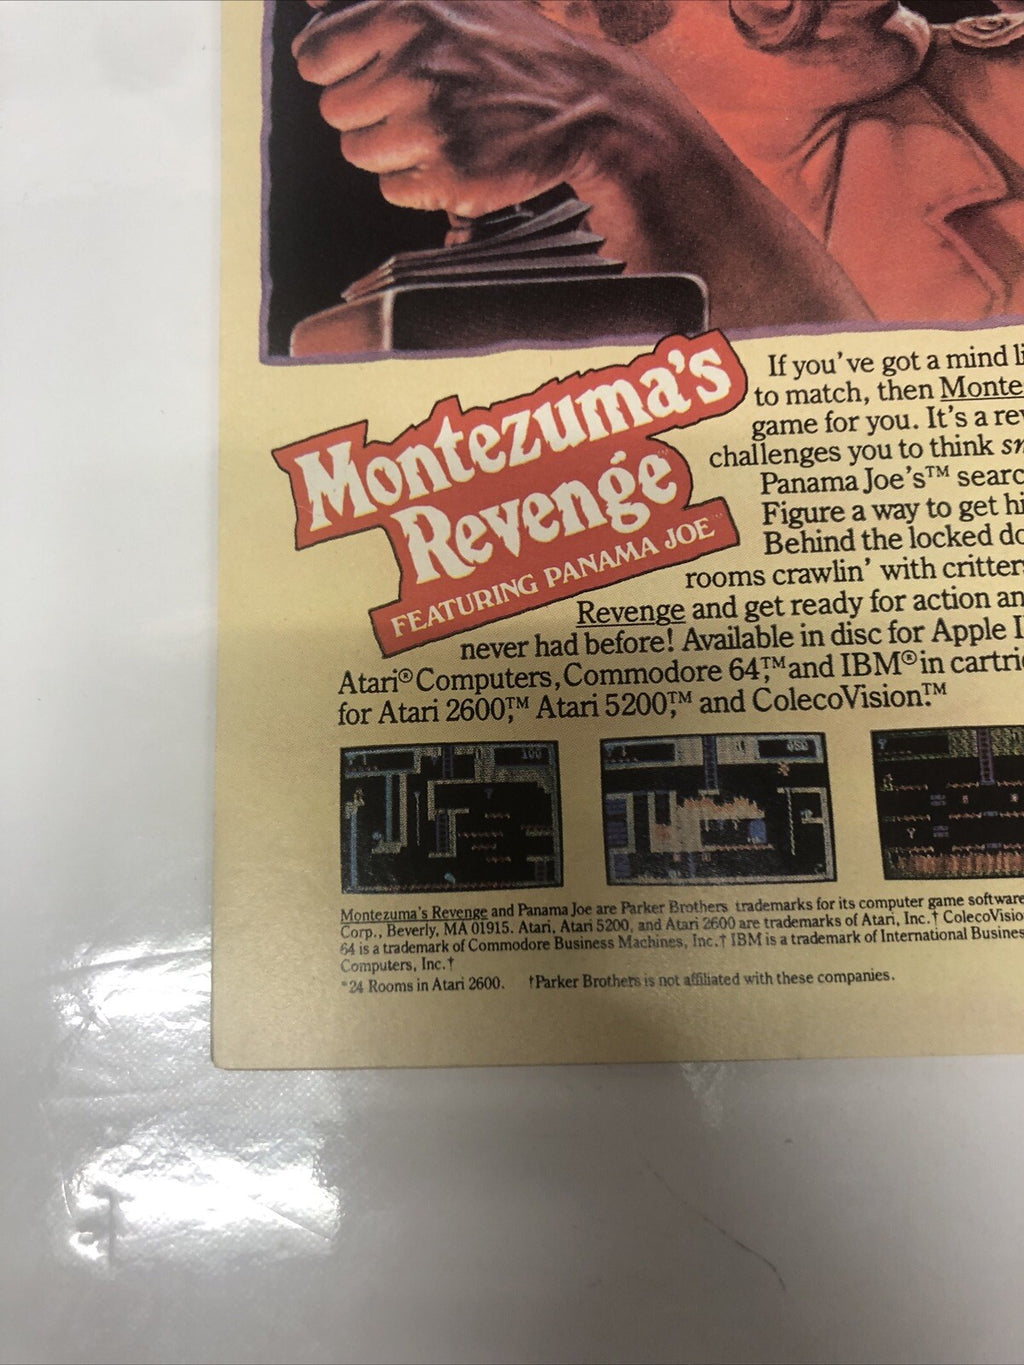 Montezuma's
Revenge™
FEATURING PANAMA JOE™
If you've got a mind li
to match, then Monte
game for you. It's a rev
challenges you to think sn
Panama Joe's™ searc
Figure a way to get hi
Behind the locked do
rooms crawlin' with critter
Revenge and get ready for action an
never had before! Available in disc for Apple I
Atari® Computers, Commodore 64,™ and IBM® in cartri
for Atari 2600,™ Atari 5200,™ and ColecoVision.™
100
Montezuma's Revenge and Panama Joe are Parker Brothers trademarks for its computer game software
Corp., Beverly, MA 01915. Atari, Atari 5200, and Atari 2600 are trademarks of Atari, Inc.† ColecoVisio
64 is a trademark of Commodore Business Machines, Inc.† IBM is a trademark of International Busines
Computers, Inc.†
*24 Rooms in Atari 2600. †Parker Brothers is not affiliated with these companies.